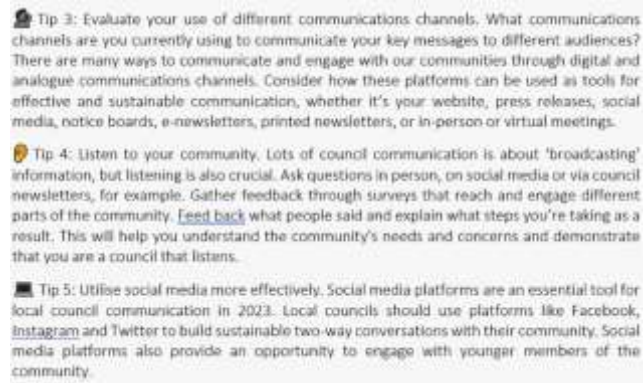 Tip 3: Evaluate your use of different communications channels. What communications
channels are you currently using to communicate your key messages to different audiences?
There are many ways to communicate and engage with our communities through digital and
analogue communications channels. Consider how these platforms can be used as tools for
effective and sustainable communication, whether it's your website, press releases, social
media, notice boards, e-newsletters, printed newsletters, or in-person or virtual meetings.
Tip 4: Listen to your community. Lots of council communication is about 'broadcasting'
information, but listening is also crucial. Ask questions in person, on social media or via council
newsletters, for example. Gather feedback through surveys that reach and engage different
parts of the community. Feed back what people said and explain what steps you're taking as a
result. This will help you understand the community's needs and concerns and demonstrate
that you are a council that listens.
Tip 5: Utilise social media more effectively. Social media platforms are an essential tool for
local council communication in 2023. Local councils should use platforms like Facebook,
Instagram and Twitter to build sustainable two-way conversations with their community. Social
media platforms also provide an opportunity to engage with younger members of the
community.